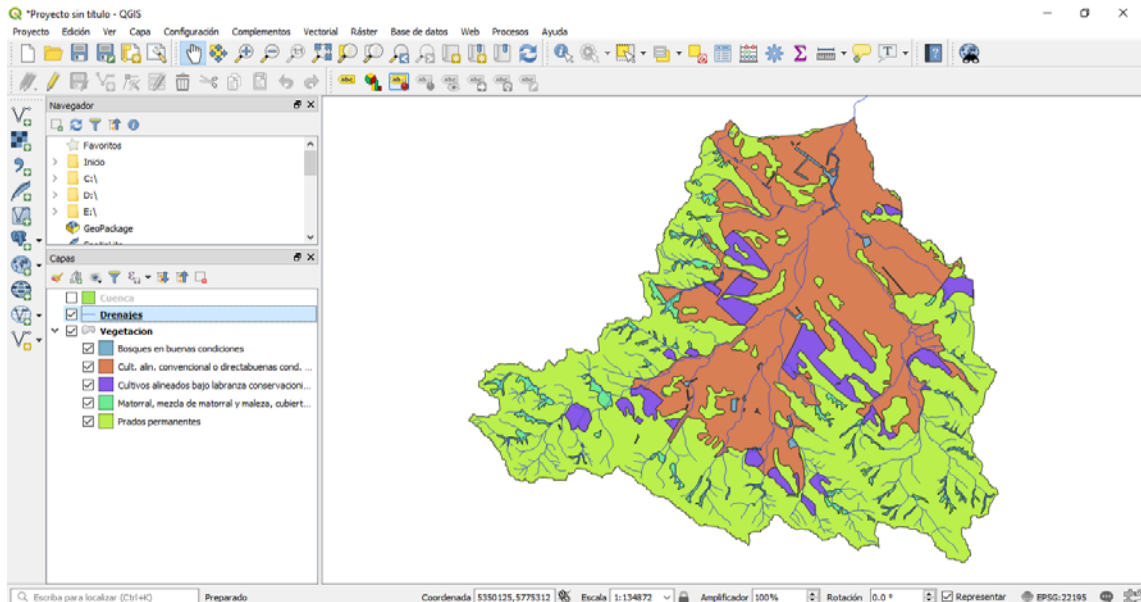 *Proyecto sin título - QGIS
Proyecto Edición Ver Capa Configuración Complementos Vectorial Ráster Base de datos Web Procesos Ayuda
Navegador
Favoritos
Inicio
C:\
D:\
E:\
GeoPackage
SpatiaLite
Capas
Cuenca
Drenajes
Vegetacion
Bosques en buenas condiciones
Cult. alin. convencional o directabuenas cond. ...
Cultivos alineados bajo labranza conservacioni...
Matorral, mezcla de matorral y maleza, cubiert...
Prados permanentes
Escriba para localizar (Ctrl+K) Preparado Coordenada 5350125,5775312 Escala 1:134872 Amplificador 100% Rotación 0.0 ° Representar EPSG:22195